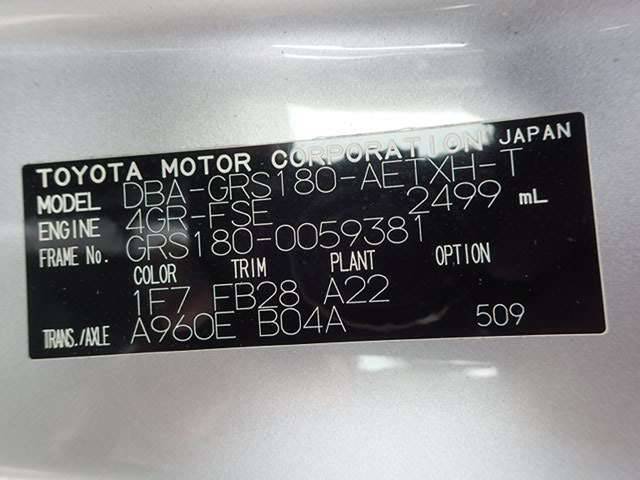 TOYOTA MOTOR CORPORATION JAPAN
MODEL DBA-GRS180-AETXH-T
ENGINE 4GR-FSE 2499 mL
FRAME No. GRS180-0059381
COLOR TRIM PLANT OPTION
1F7 FB28 A22
TRANS./AXLE A960E B04A 509